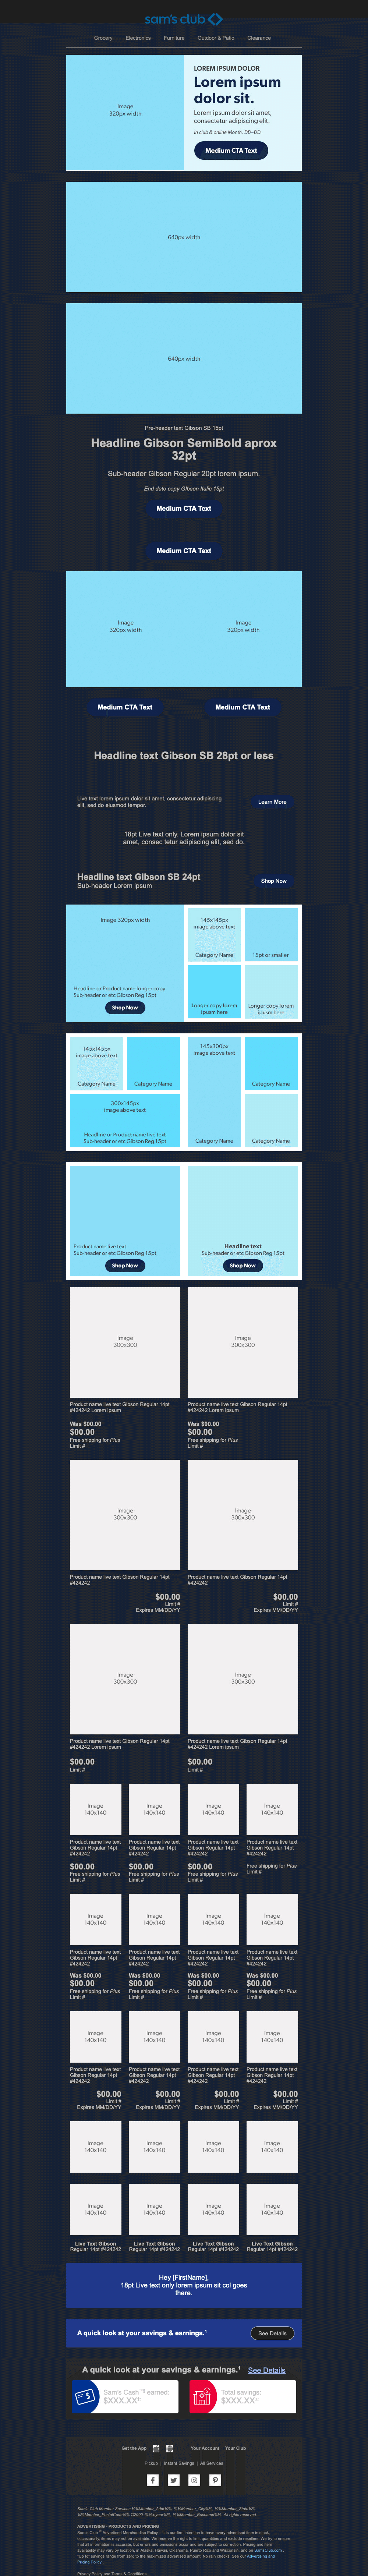 sam's club
Grocery Electronics Furniture Outdoor & Patio Clearance
Image
320px width
LOREM IPSUM DOLOR
Lorem ipsum
dolor sit.
Lorem ipsum dolor sit amet,
consectetur adipiscing elit.
In club & online Month. DD–DD.
Medium CTA Text
640px width
640px width
Pre-header text Gibson SB 15pt
Headline Gibson SemiBold aprox
32pt
Sub-header Gibson Regular 20pt lorem ipsum.
End date copy Gibson Italic 15pt
Medium CTA Text
Medium CTA Text
Image
320px width
Image
320px width
Medium CTA Text
Medium CTA Text
Headline text Gibson SB 28pt or less
Live text lorem ipsum dolor sit amet, consectetur adipiscing
elit, sed do eiusmod tempor.
Learn More
18pt Live text only. Lorem ipsum dolor sit
amet, consec tetur adipiscing elit, sed do.
Headline text Gibson SB 24pt
Sub-header Lorem ipsum
Shop Now
Image 320px width
Headline or Product name longer copy
Sub-header or etc Gibson Reg 15pt
Shop Now
145x145px
image above text
Category Name
15pt or smaller
Longer copy lorem
ipsum here
Longer copy lorem
ipsum here
145x145px
image above text
Category Name
Category Name
300x145px
image above text
Headline or Product name live text
Sub-header or etc Gibson Reg 15pt
145x300px
image above text
Category Name
Category Name
Category Name
Product name live text
Sub-header or etc Gibson Reg 15pt
Shop Now
Headline text
Sub-header or etc Gibson Reg 15pt
Shop Now
Image
300x300
Image
300x300
Product name live text Gibson Regular 14pt
#424242 Lorem Ipsum
Was $00.00
$00.00
Free shipping for Plus
Limit #
Product name live text Gibson Regular 14pt
#424242 Lorem Ipsum
Was $00.00
$00.00
Free shipping for Plus
Limit #
Image
300x300
Image
300x300
Product name live text Gibson Regular 14pt
#424242
$00.00
Limit #
Expires MM/DD/YY
Product name live text Gibson Regular 14pt
#424242
$00.00
Limit #
Expires MM/DD/YY
Image
300x300
Image
300x300
Product name live text Gibson Regular 14pt
#424242 Lorem Ipsum
$00.00
Limit #
Product name live text Gibson Regular 14pt
#424242 Lorem Ipsum
$00.00
Limit #
Image
140x140
Image
140x140
Image
140x140
Image
140x140
Product name live text
Gibson Regular 14pt
#424242
$00.00
Free shipping for Plus
Limit #
Product name live text
Gibson Regular 14pt
#424242
$00.00
Free shipping for Plus
Limit #
Product name live text
Gibson Regular 14pt
#424242
$00.00
Free shipping for Plus
Limit #
Product name live text
Gibson Regular 14pt
#424242
Free shipping for Plus
Limit #
Image
140x140
Image
140x140
Image
140x140
Image
140x140
Product name live text
Gibson Regular 14pt
#424242
Was $00.00
$00.00
Free shipping for Plus
Limit #
Product name live text
Gibson Regular 14pt
#424242
Was $00.00
$00.00
Free shipping for Plus
Limit #
Product name live text
Gibson Regular 14pt
#424242
Was $00.00
$00.00
Free shipping for Plus
Limit #
Product name live text
Gibson Regular 14pt
#424242
Was $00.00
$00.00
Free shipping for Plus
Limit #
Image
140x140
Image
140x140
Image
140x140
Image
140x140
Product name live text
Gibson Regular 14pt
#424242
$00.00
Limit #
Expires MM/DD/YY
Product name live text
Gibson Regular 14pt
#424242
$00.00
Limit #
Expires MM/DD/YY
Product name live text
Gibson Regular 14pt
#424242
$00.00
Limit #
Expires MM/DD/YY
Product name live text
Gibson Regular 14pt
#424242
$00.00
Limit #
Expires MM/DD/YY
Image
140x140
Image
140x140
Image
140x140
Image
140x140
Image
140x140
Image
140x140
Image
140x140
Image
140x140
Live Text Gibson
Regular 14pt #424242
Live Text Gibson
Regular 14pt #424242
Live Text Gibson
Regular 14pt #424242
Live Text Gibson
Regular 14pt #424242
Hey [FirstName],
18pt Live text only lorem ipsum sit col goes
there.
A quick look at your savings & earnings.¹
See Details
A quick look at your savings & earnings.¹ See Details
Sam's Cash™² earned:
$XXX.XX³
Total savings:
$XXX.XX⁴
Get the App Your Account Your Club
Pickup | Instant Savings | All Services
ADVERTISING - PRODUCTS AND PRICING
Privacy Policy and Terms & Conditions